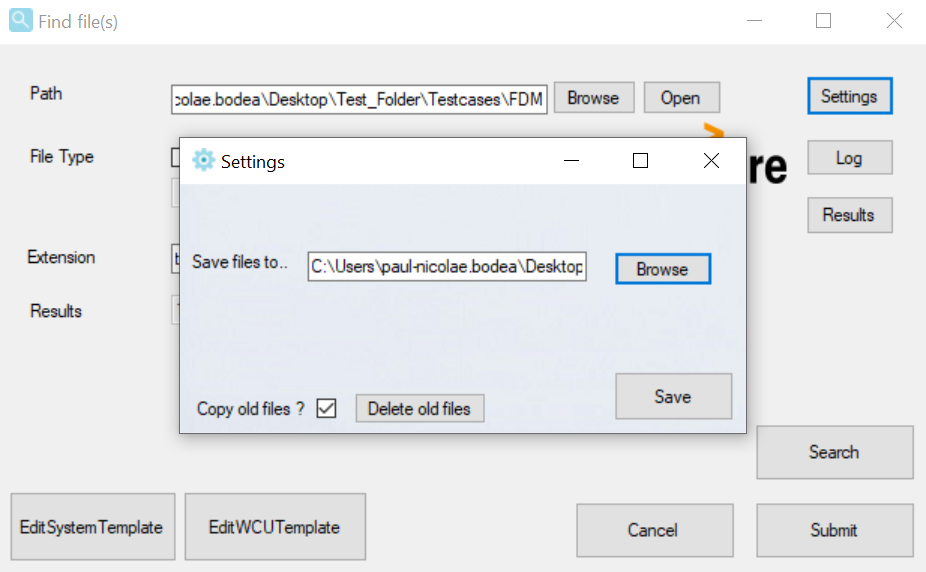 Find file(s)
Path
:olae.bodea\Desktop\Test_Folder\Testcases\FDM
Browse
Open
Settings
File Type
Settings
re
Log
Results
Extension
Save files to..
C:\Users\paul-nicolae.bodea\Desktop
Browse
Results
Copy old files ?
Delete old files
Save
Search
EditSystemTemplate
EditWCUTemplate
Cancel
Submit